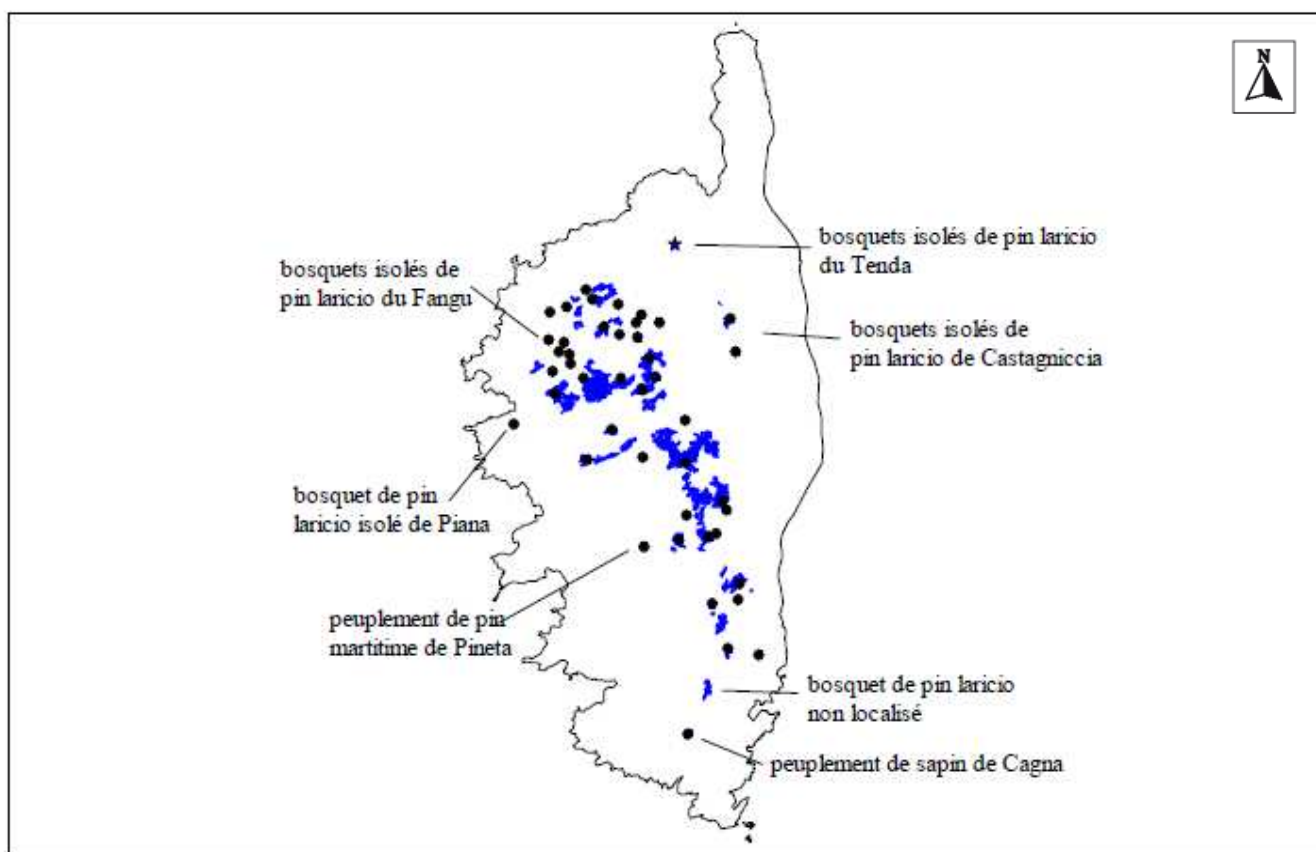 N
bosquets isolés de pin laricio
du Tenda
bosquets isolés de
pin laricio du Fangu
bosquets isolés de
pin laricio de Castagniccia
bosquet de pin
laricio isolé de Piana
peuplement de pin
martitime de Pineta
bosquet de pin laricio
non localisé
peuplement de sapin de Cagna